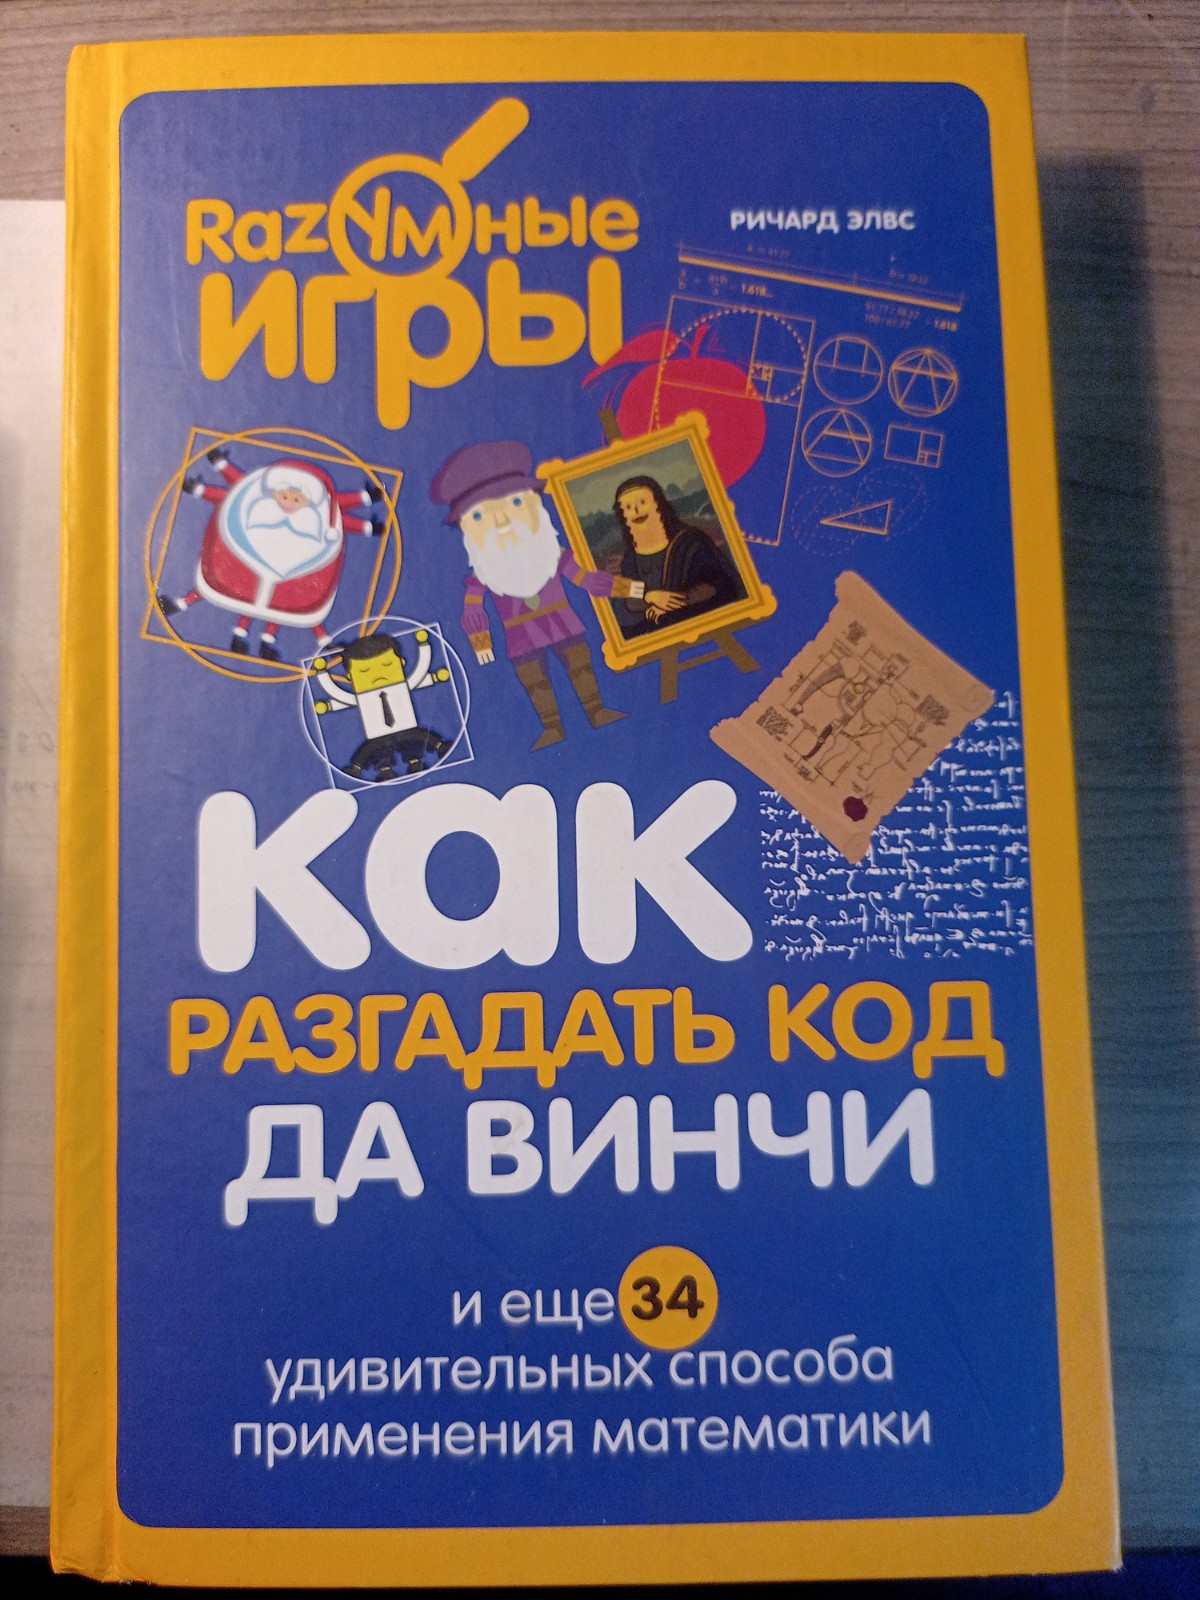 RazУМные
игры
РИЧАРД ЭЛВС
как
РАЗГАДАТЬ КОД
ДА ВИНЧИ
и еще 34
удивительных способа
применения математики